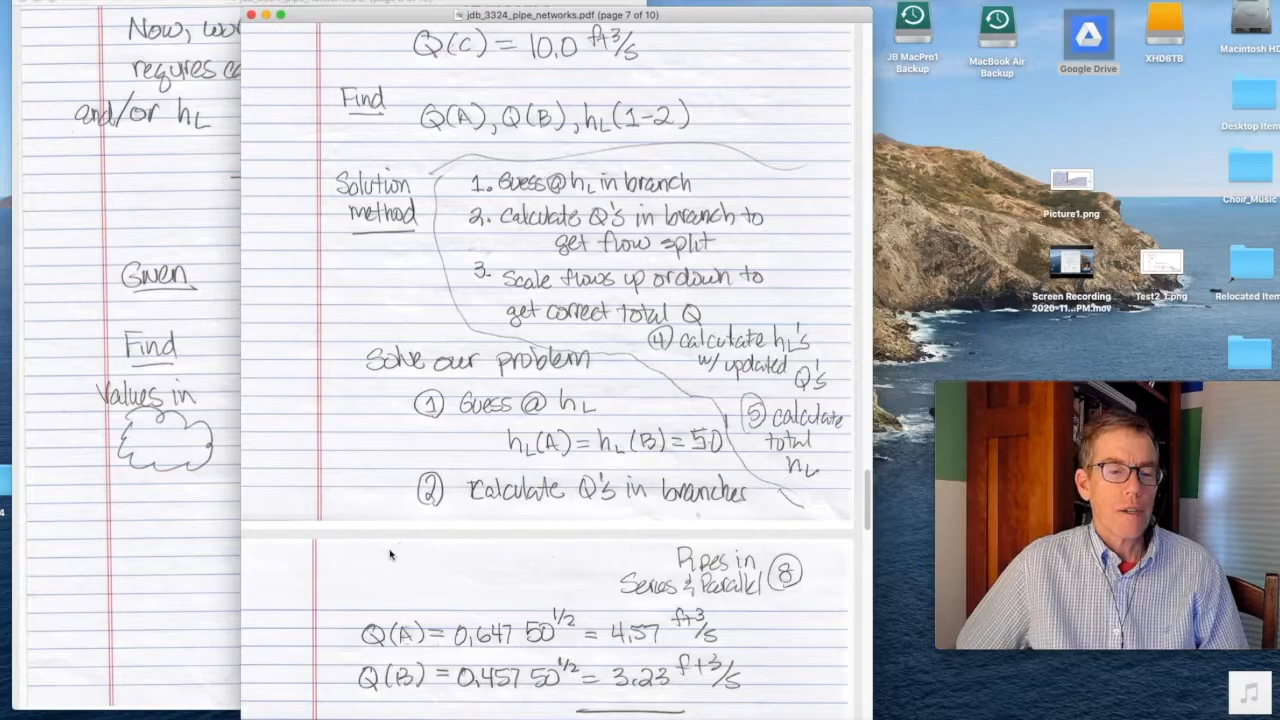 jdb_3324_pipe_networks.pdf (page 7 of 10)
Now, wor
requires ea
and/or hL
Given
Find
Values in
Q(C) = 10.0 ft3/s
Find
Q(A), Q(B), hL(1-2)
Solution
method
1. Guess @ hL in branch
2. Calculate Q's in branch to
get flow split
3. Scale flows up or down to
get correct total Q
④ calculate hL's
w/ updated
Q's
⑤ calculate
total
hL
Solve our problem
① Guess @ hL
hL(A) = hL(B) = 50
② Calculate Q's in branches
Pipes in
Series & Parallel ⑧
Q(A) = 0.647 50^1/2 = 4.57 ft3/s
Q(B) = 0.457 50^1/2 = 3.23 ft3/s
JB MacPro1
Backup
MacBook Air
Backup
Google Drive
XHD6TB
Macintosh HD
Desktop Item
Picture1.png
Choir_Music
Screen Recording
2020-11...PM.mov
Test2_1.png
Relocated Item